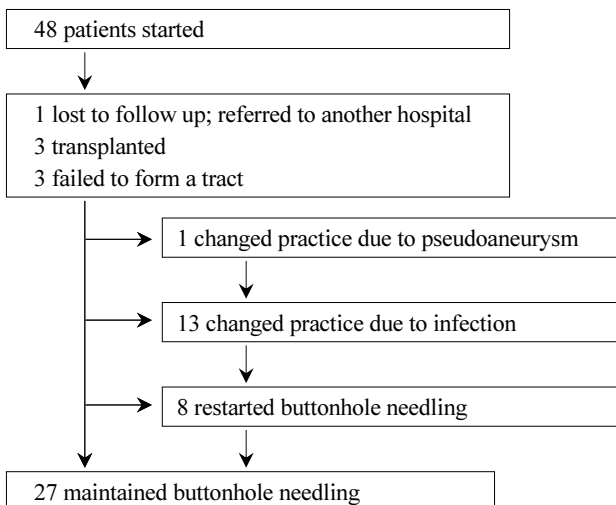 48 patients started
1 lost to follow up; referred to another hospital
3 transplanted
3 failed to form a tract
1 changed practice due to pseudoaneurysm
13 changed practice due to infection
8 restarted buttonhole needling
27 maintained buttonhole needling